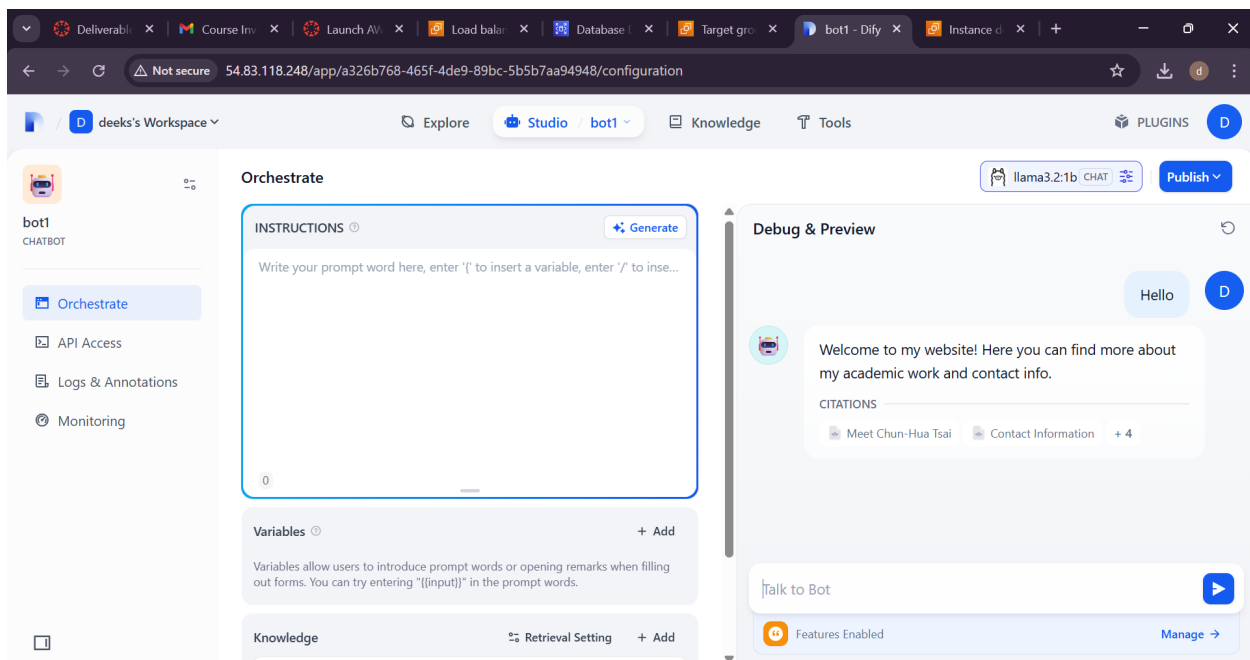 Deliverabl
Course Inv
Launch AW
Load balan
Database
Target gro
bot1 - Dify
Instance d
Not secure
54.83.118.248/app/a326b768-465f-4de9-89bc-5b5b7aa94948/configuration
d
D deeks's Workspace
Explore
Studio / bot1
Knowledge
Tools
PLUGINS
D
bot1
CHATBOT
Orchestrate
API Access
Logs & Annotations
Monitoring
Orchestrate
llama3.2:1b CHAT
Publish
INSTRUCTIONS
Generate
Write your prompt word here, enter '{' to insert a variable, enter '/' to inse...
0
Variables
+ Add
Variables allow users to introduce prompt words or opening remarks when filling
out forms. You can try entering "{{input}}" in the prompt words.
Knowledge
Retrieval Setting
+ Add
Debug & Preview
Hello
D
Welcome to my website! Here you can find more about
my academic work and contact info.
CITATIONS
Meet Chun-Hua Tsai
Contact Information
+ 4
Talk to Bot
Features Enabled
Manage →